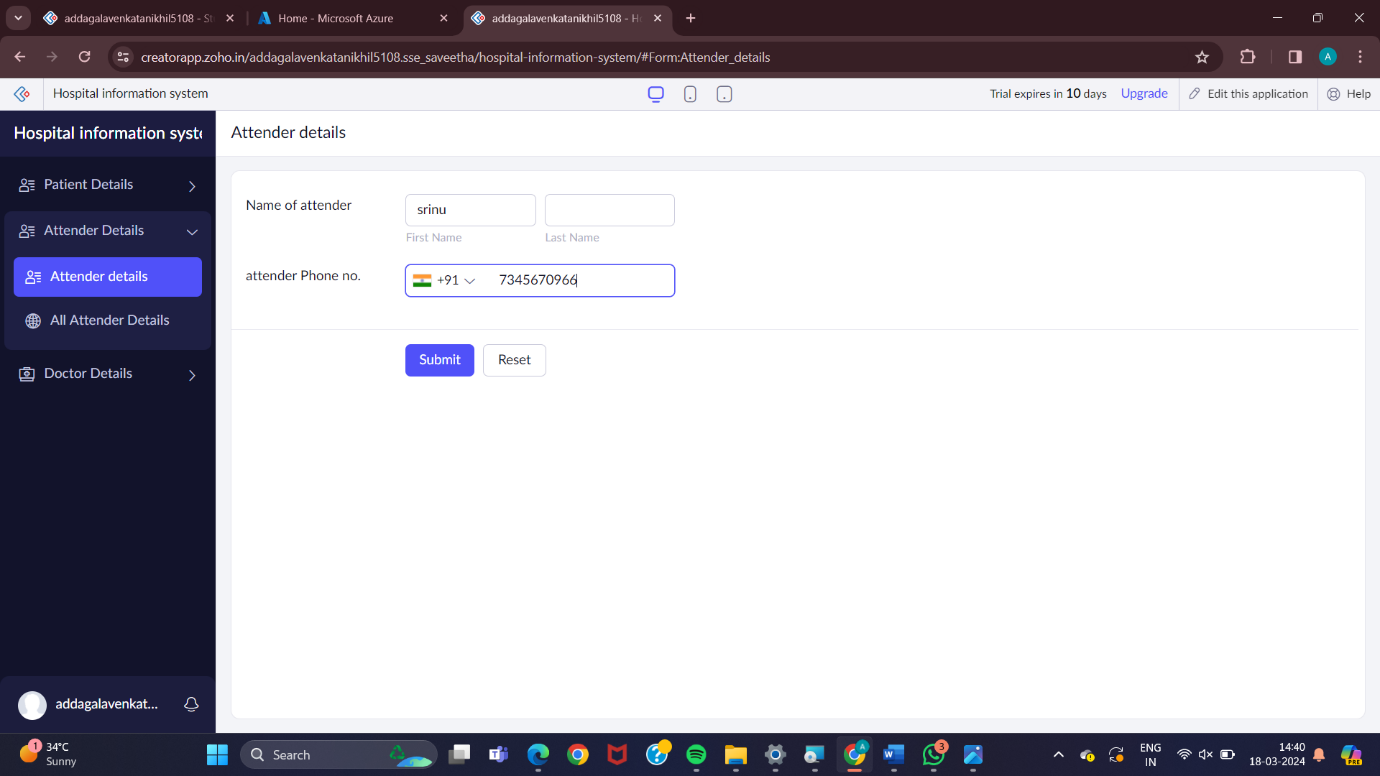 addagalavenkatanikhil5108 - St
Home - Microsoft Azure
addagalavenkatanikhil5108 - H
creatorapp.zoho.in/addagalavenkatanikhil5108.sse_saveetha/hospital-information-system/#Form:Attender_details
A
Hospital information system
Trial expires in 10 days
Upgrade
Edit this application
Help
Hospital information syst
Attender details
Patient Details
Attender Details
Attender details
All Attender Details
Doctor Details
Name of attender
srinu
First Name
Last Name
attender Phone no.
+91
7345670966
Submit
Reset
addagalavenkat...
1
34°C
Sunny
Search
A
3
ENG
IN
14:40
18-03-2024
PRE